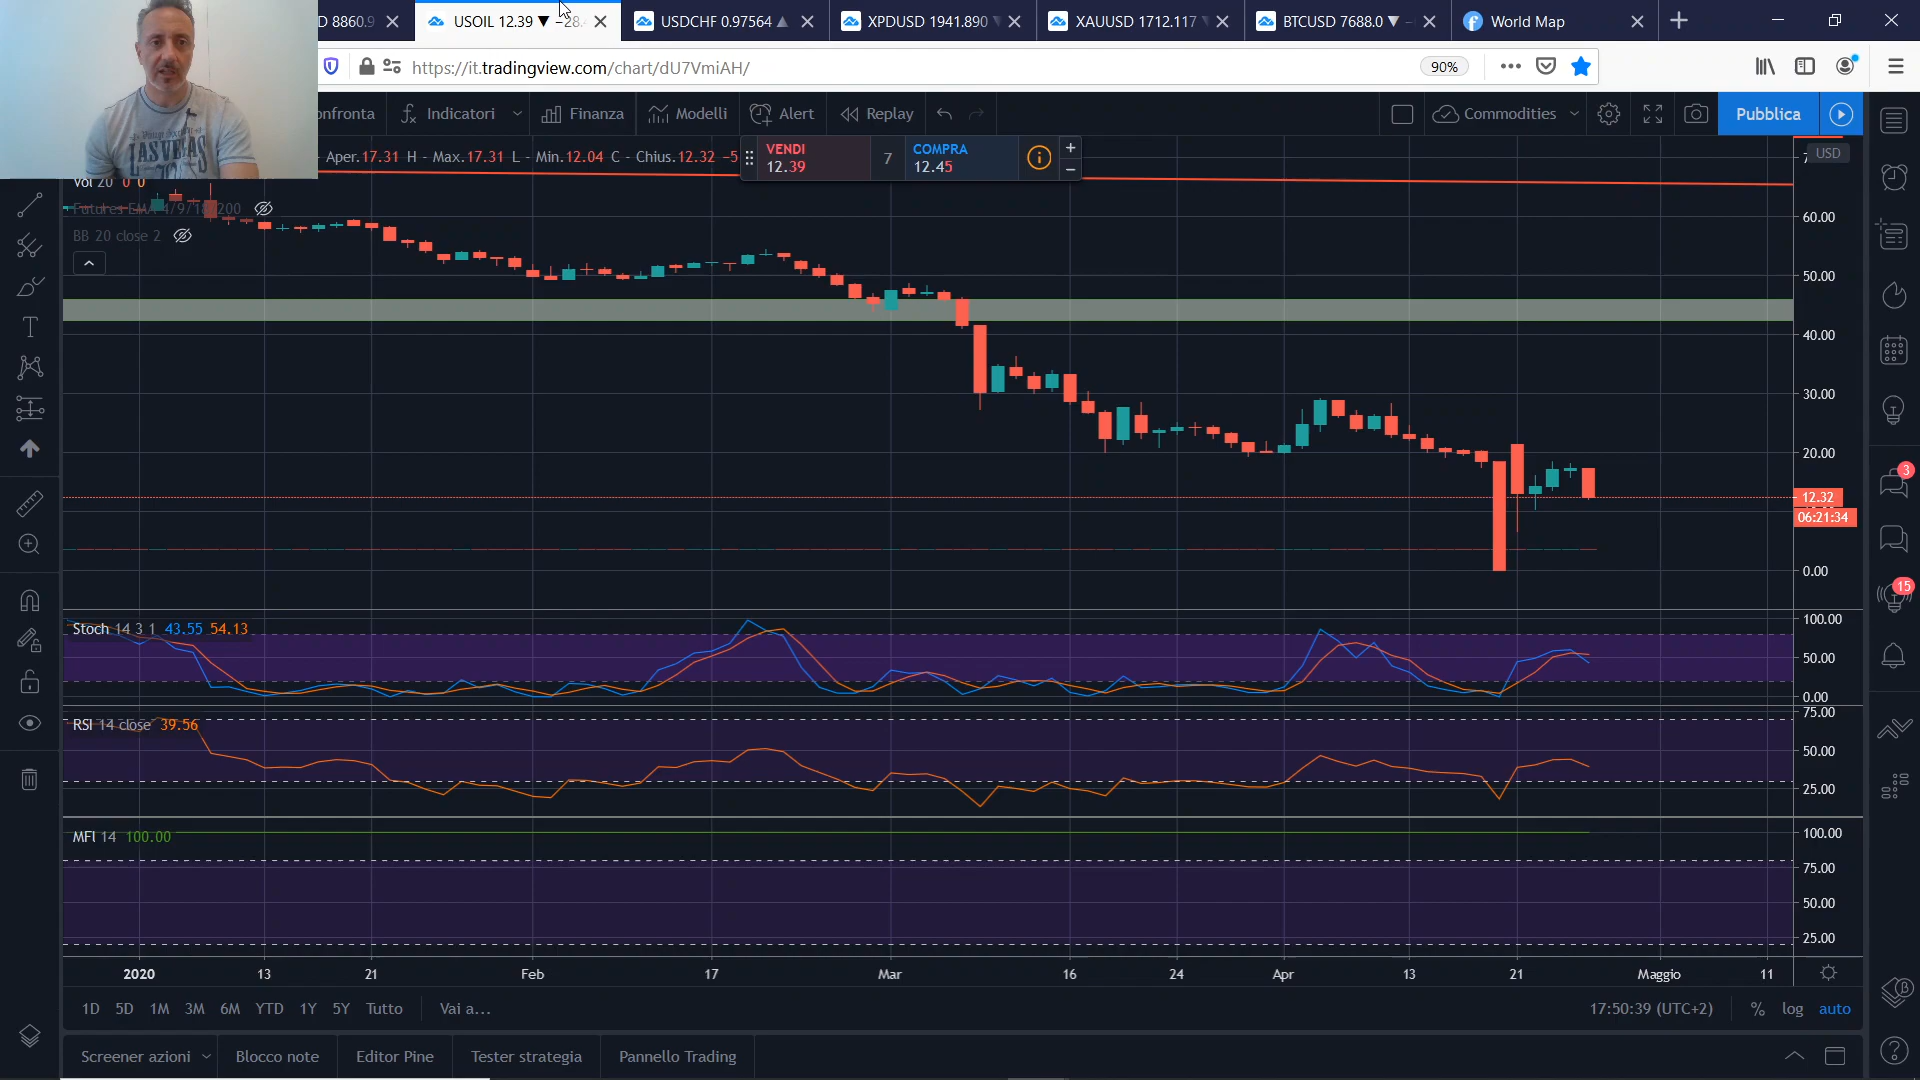 D 8860.9
USOIL 12.39 ▼ −28.
USDCHF 0.97564 ▲
XPDUSD 1941.890
XAUUSD 1712.117
BTCUSD 7688.0 ▼ −
World Map
https://it.tradingview.com/chart/dU7VmiAH/
90%
onfronta
Indicatori
Finanza
Modelli
Alert
Replay
Commodities
Pubblica
- Aper.17.31 H - Max.17.31 L - Min.12.04 C - Chius.12.32 −5
VENDI
12.39
7
COMPRA
12.45
USD
Vol 20 0 0
Futures EMA 4/9/18/200
BB 20 close 2
7
60.00
50.00
40.00
30.00
20.00
12.32
06:21:34
0.00
3
15
Stoch 14 3 1 43.55 54.13
100.00
50.00
0.00
RSI 14 close 39.56
75.00
50.00
25.00
MFI 14 100.00
100.00
75.00
50.00
25.00
2020 13 21 Feb 17 Mar 16 24 Apr 13 21 Maggio 11
1D 5D 1M 3M 6M YTD 1Y 5Y Tutto Vai a...
17:50:39 (UTC+2) % log auto
Screener azioni Blocco note Editor Pine Tester strategia Pannello Trading
LAS VEGAS